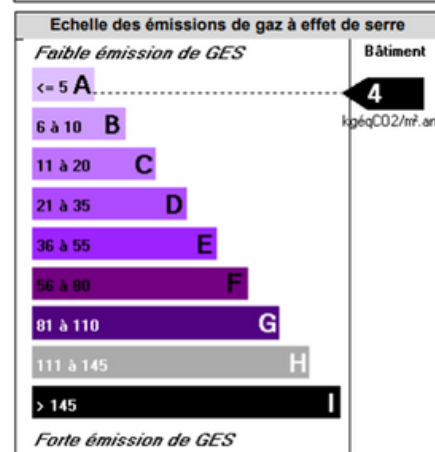 Echelle des émissions de gaz à effet de serre
Faible émission de GES
Bâtiment
<= 5 A
4
kgéqCO2/m².an
6 à 10 B
11 à 20 C
21 à 35 D
36 à 55 E
56 à 80 F
81 à 110 G
111 à 145 H
> 145 I
Forte émission de GES